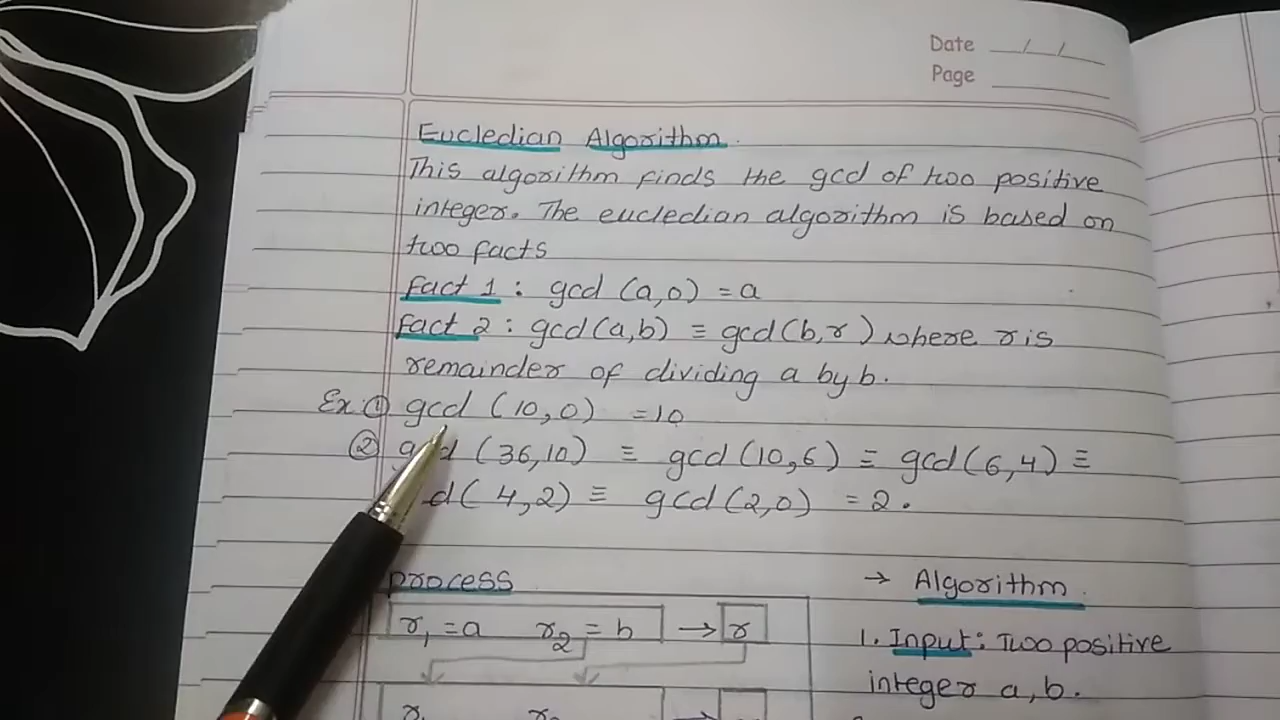 Date / /
Page
Eucledian Algorithm.
This algorithm finds the gcd of two positive
integer. The eucledian algorithm is based on
two facts
fact 1 : gcd (a,0) = a
fact 2 : gcd(a,b) ≡ gcd(b,r) where r is
remainder of dividing a by b.
Ex ① gcd (10,0) = 10
② gcd (36,10) ≡ gcd(10,6) ≡ gcd(6,4) ≡
d( 4,2) ≡ gcd(2,0) = 2.
process
r₁ = a r₂ = b → r
→ Algorithm
1. Input: Two positive
integer a, b.